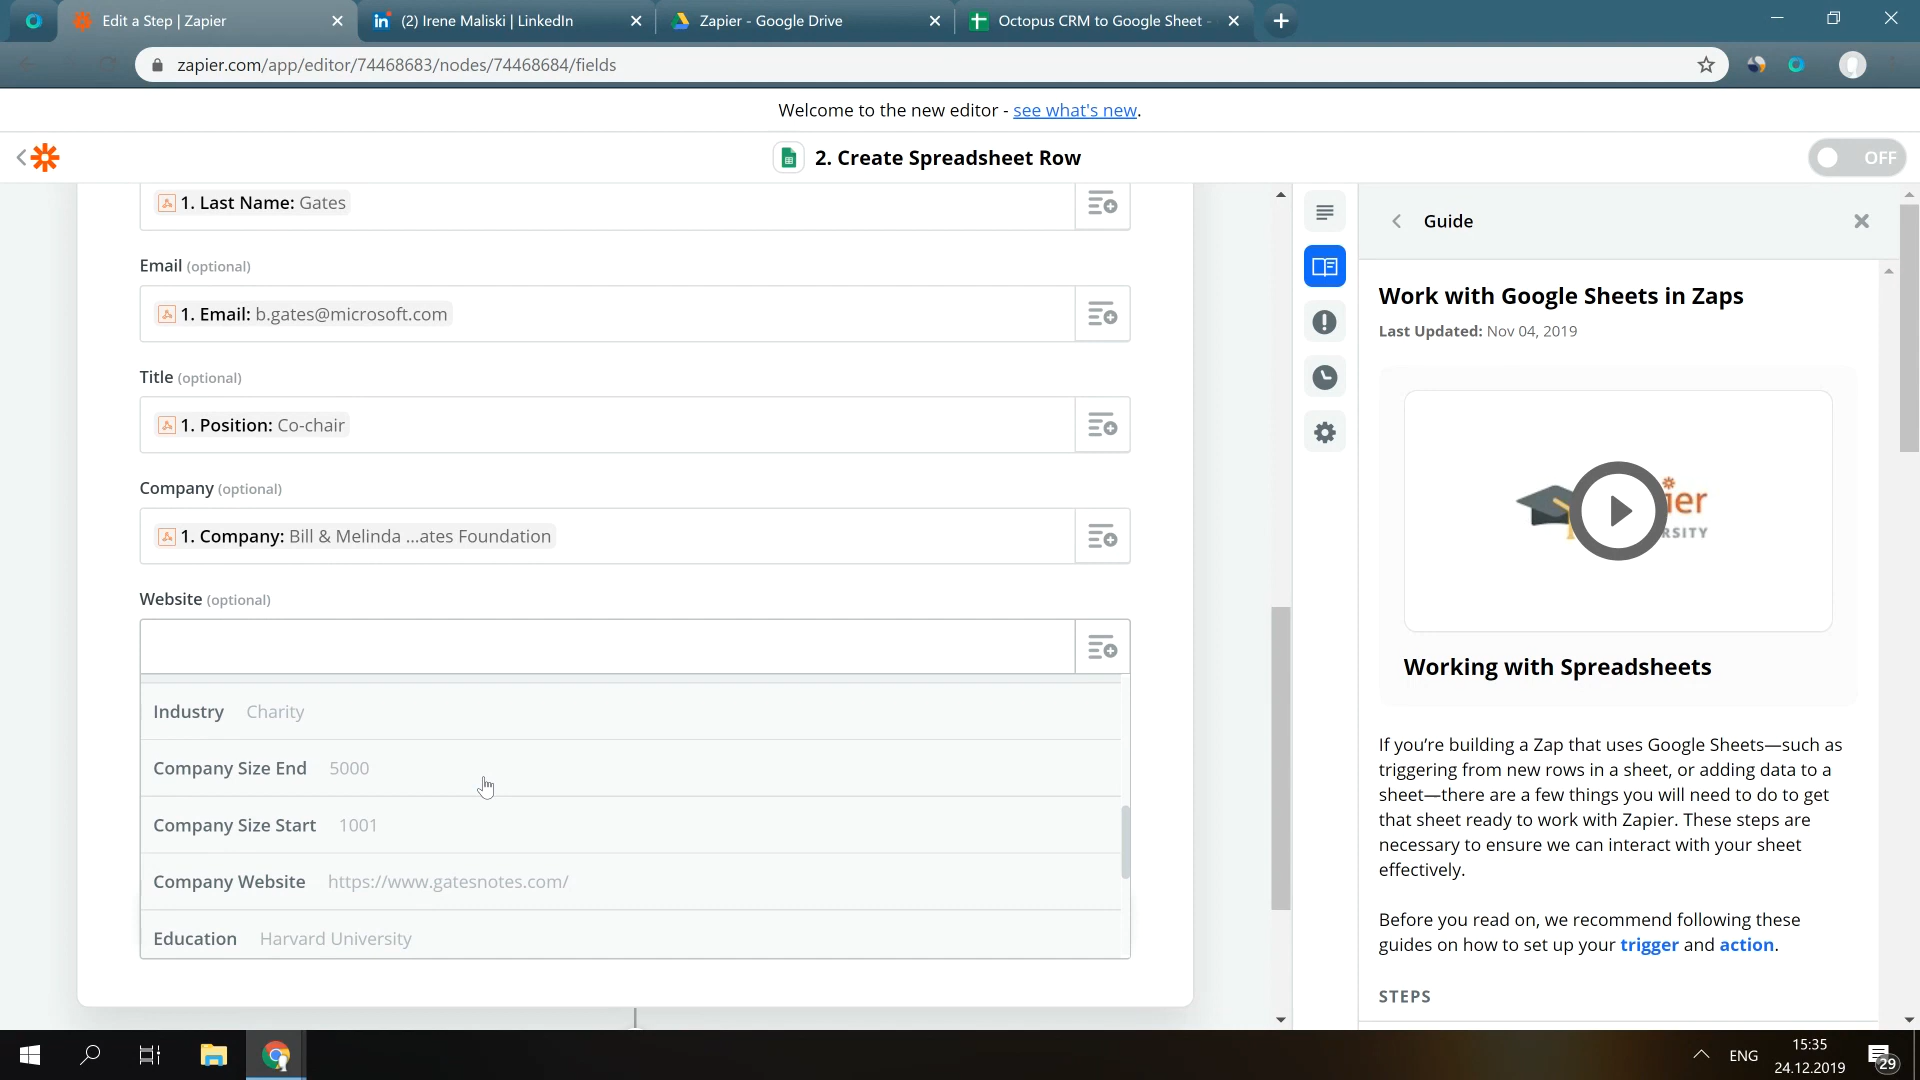 Edit a Step | Zapier
(2) Irene Maliski | LinkedIn
Zapier - Google Drive
Octopus CRM to Google Sheet -
zapier.com/app/editor/74468683/nodes/74468684/fields
Welcome to the new editor - see what's new.
2. Create Spreadsheet Row
OFF
1. Last Name: Gates
Email (optional)
1. Email: b.gates@microsoft.com
Title (optional)
1. Position: Co-chair
Company (optional)
1. Company: Bill & Melinda ...ates Foundation
Website (optional)
Industry Charity
Company Size End 5000
Company Size Start 1001
Company Website https://www.gatesnotes.com/
Education Harvard University
Guide
Work with Google Sheets in Zaps
Last Updated: Nov 04, 2019
ier
RSITY
Working with Spreadsheets
If you’re building a Zap that uses Google Sheets—such as
triggering from new rows in a sheet, or adding data to a
sheet—there are a few things you will need to do to get
that sheet ready to work with Zapier. These steps are
necessary to ensure we can interact with your sheet
effectively.
Before you read on, we recommend following these
guides on how to set up your trigger and action.
STEPS
ENG
15:35
24.12.2019
29